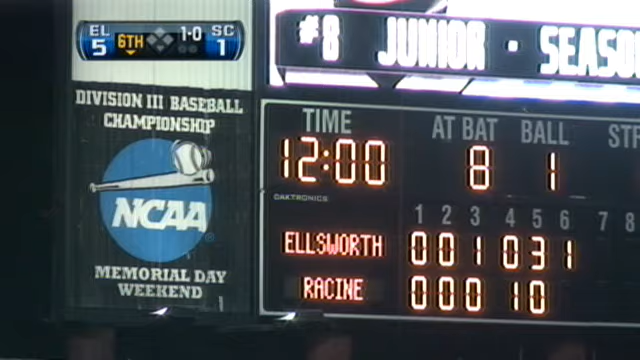 EL 5 6TH 1-0 SC 1
#8 JUNIOR · SEASON
DIVISION III BASEBALL
CHAMPIONSHIP
NCAA
MEMORIAL DAY
WEEKEND
TIME AT BAT BALL STR
12:00 8 1
DAKTRONICS
1 2 3 4 5 6 7 8
ELLSWORTH 0 0 1 0 3 1
RACINE 0 0 0 1 0